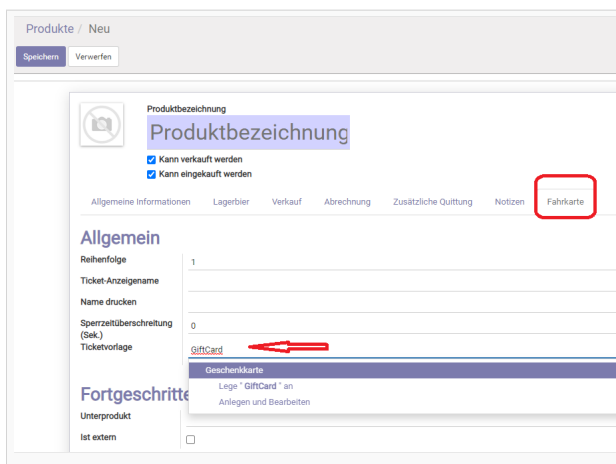 Produkte / Neu
Speichern Verwerfen
Produktbezeichnung
Produktbezeichnung
Kann verkauft werden
Kann eingekauft werden
Allgemeine Informationen Lagerbier Verkauf Abrechnung Zusätzliche Quittung Notizen Fahrkarte
Allgemein
Reihenfolge 1
Ticket-Anzeigename
Name drucken
Sperrzeitüberschreitung 0
(Sek.)
Ticketvorlage GiftCard
Geschenkkarte
Lege " GiftCard " an
Anlegen und Bearbeiten
Fortgeschritte
Unterprodukt
Ist extern